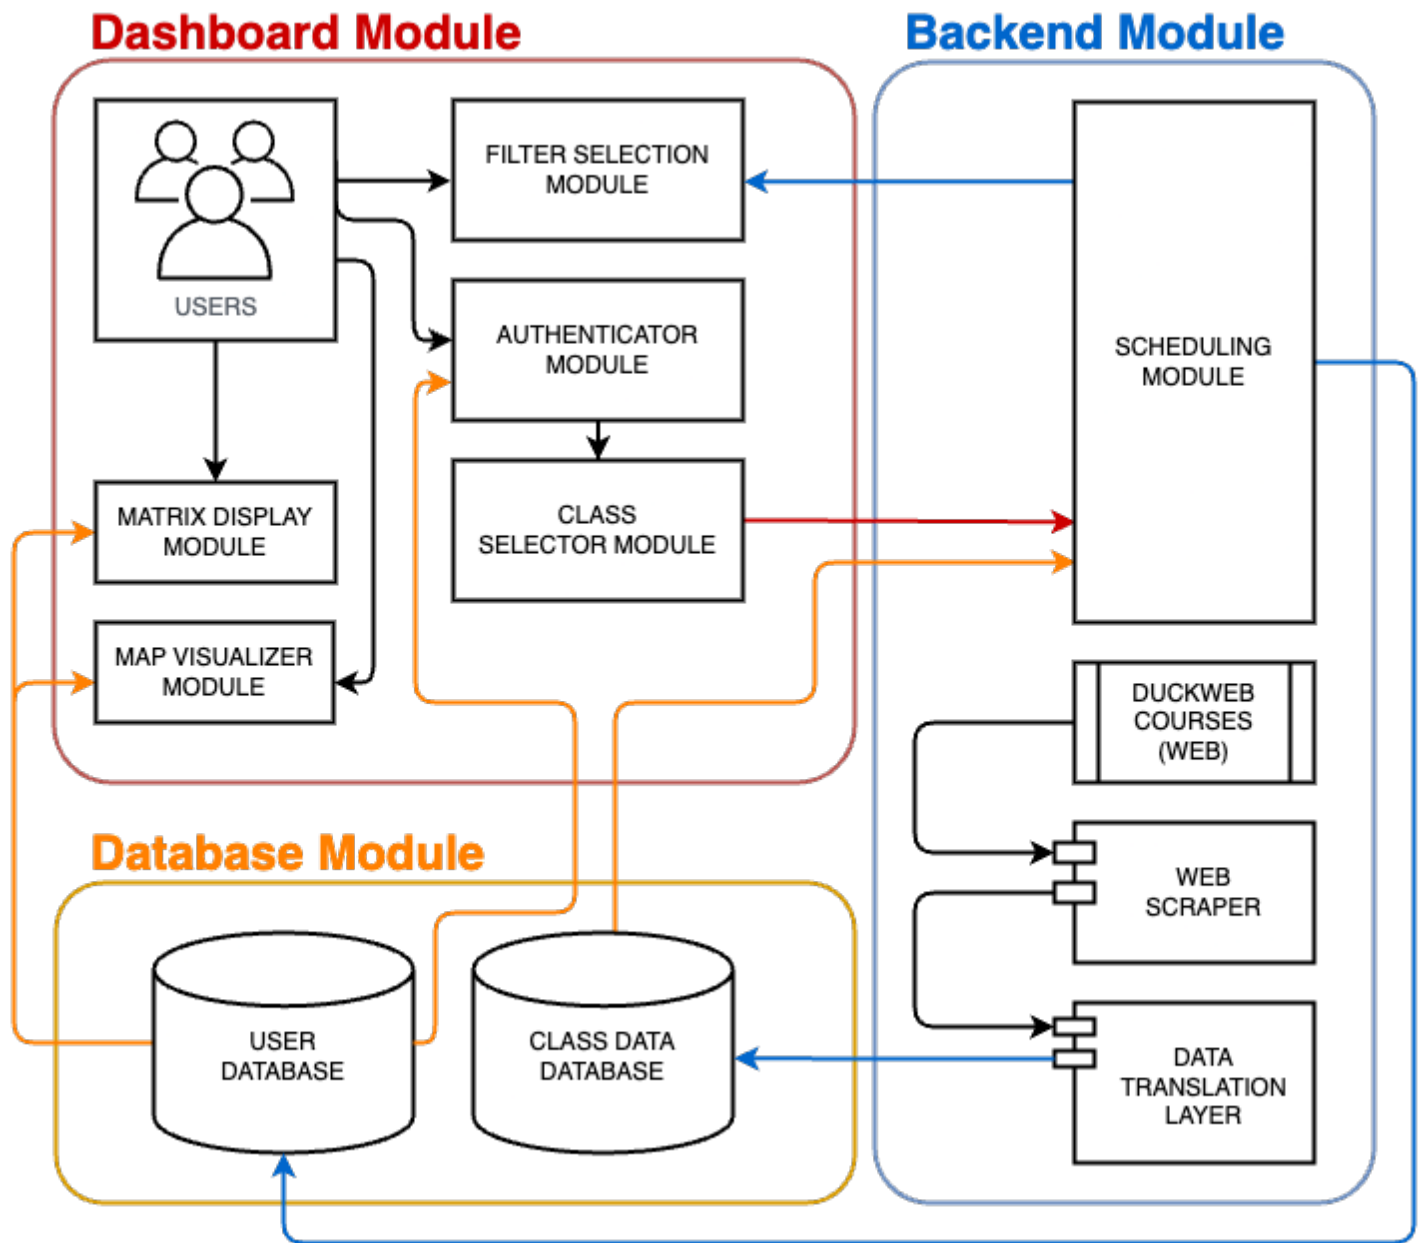 Dashboard Module
Backend Module
USERS
FILTER SELECTION
MODULE
AUTHENTICATOR
MODULE
CLASS
SELECTOR MODULE
MATRIX DISPLAY
MODULE
MAP VISUALIZER
MODULE
SCHEDULING
MODULE
DUCKWEB
COURSES
(WEB)
WEB
SCRAPER
DATA
TRANSLATION
LAYER
Database Module
USER
DATABASE
CLASS DATA
DATABASE